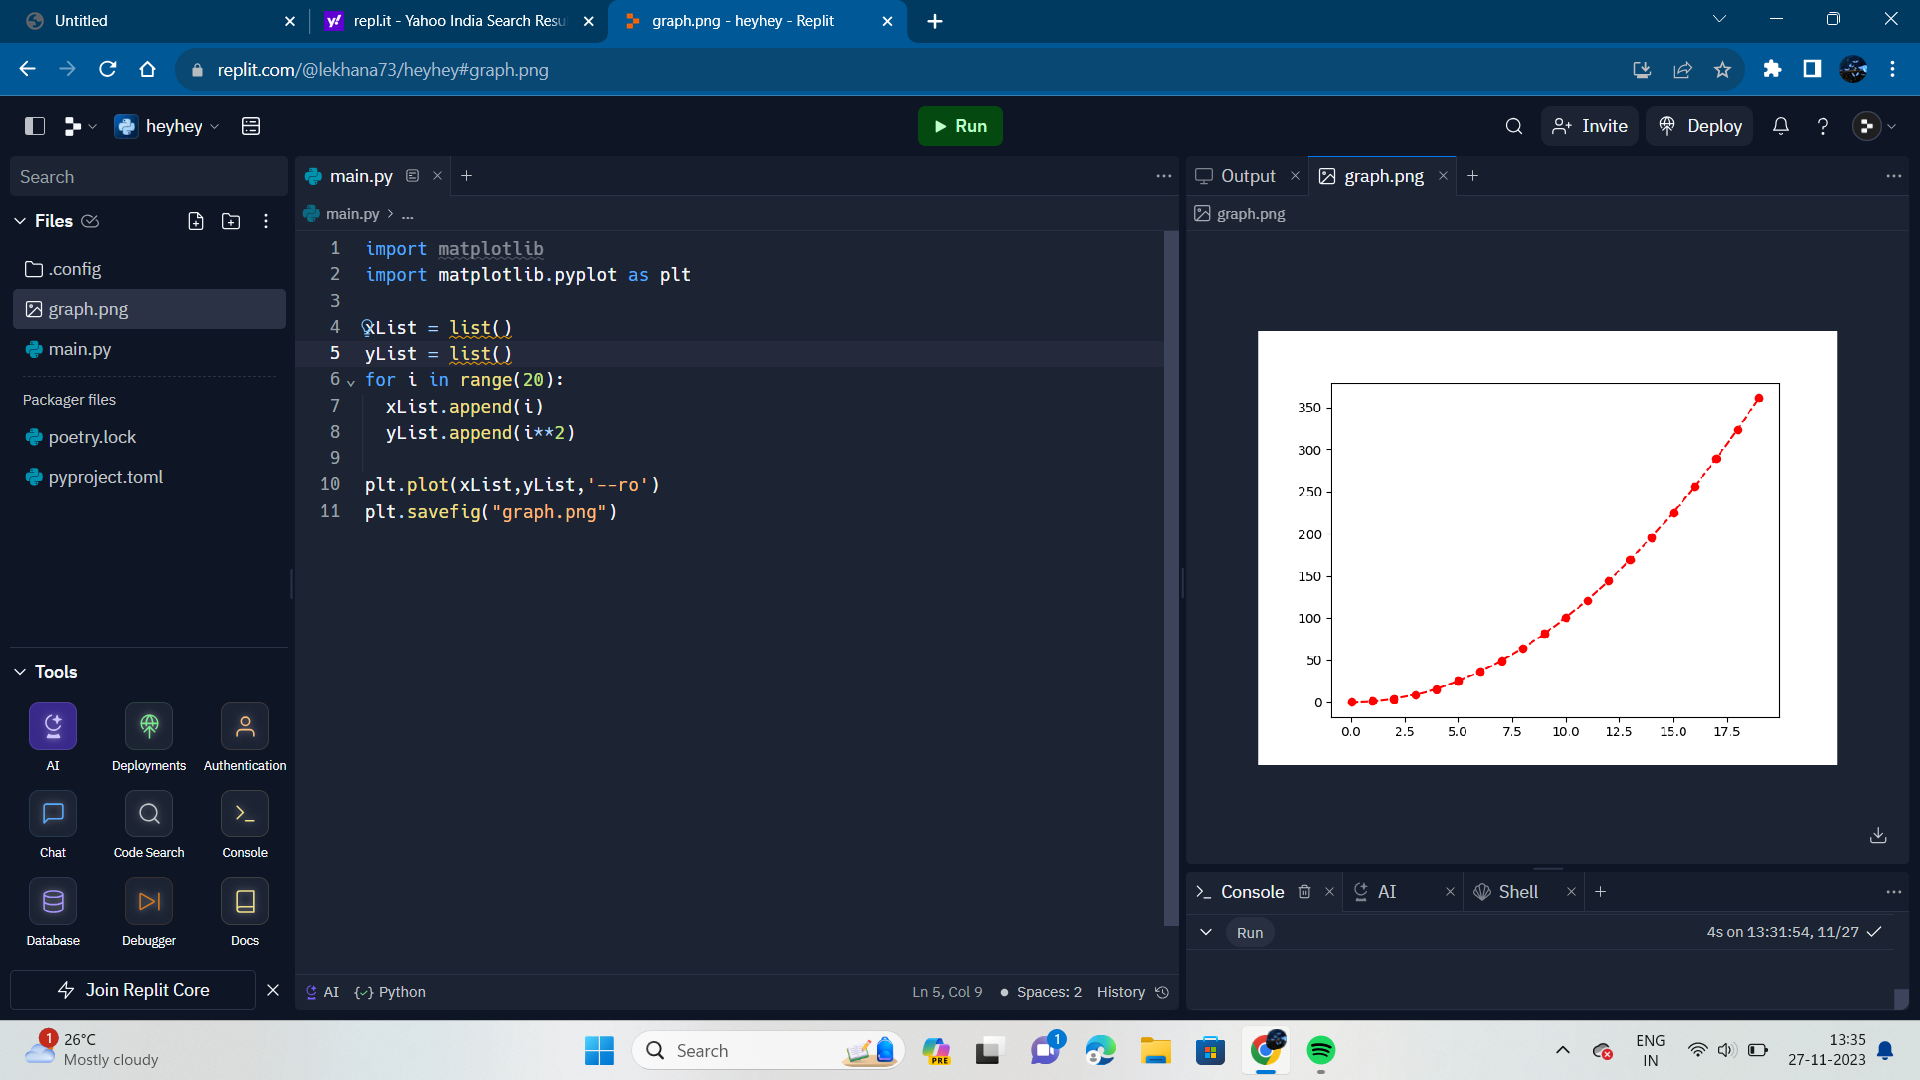 Untitled
repl.it - Yahoo India Search Resu
graph.png - heyhey - Replit
replit.com/@lekhana73/heyhey#graph.png
heyhey
Run
Invite
Deploy
Search
Files
.config
graph.png
main.py
Packager files
poetry.lock
pyproject.toml
Tools
AI
Deployments
Authentication
Chat
Code Search
Console
Database
Debugger
Docs
Join Replit Core
main.py
main.py > ...
1 import matplotlib
2 import matplotlib.pyplot as plt
3
4 xList = list()
5 yList = list()
6 for i in range(20):
7 xList.append(i)
8 yList.append(i**2)
9
10 plt.plot(xList,yList,'--ro')
11 plt.savefig("graph.png")
AI
{✓} Python
Ln 5, Col 9
Spaces: 2
History
Output
graph.png
graph.png
350
300
250
200
150
100
50
0
0.0 2.5 5.0 7.5 10.0 12.5 15.0 17.5
Console
AI
Shell
Run
4s on 13:31:54, 11/27
1
26°C
Mostly cloudy
Search
PRE
1
ENG
IN
13:35
27-11-2023